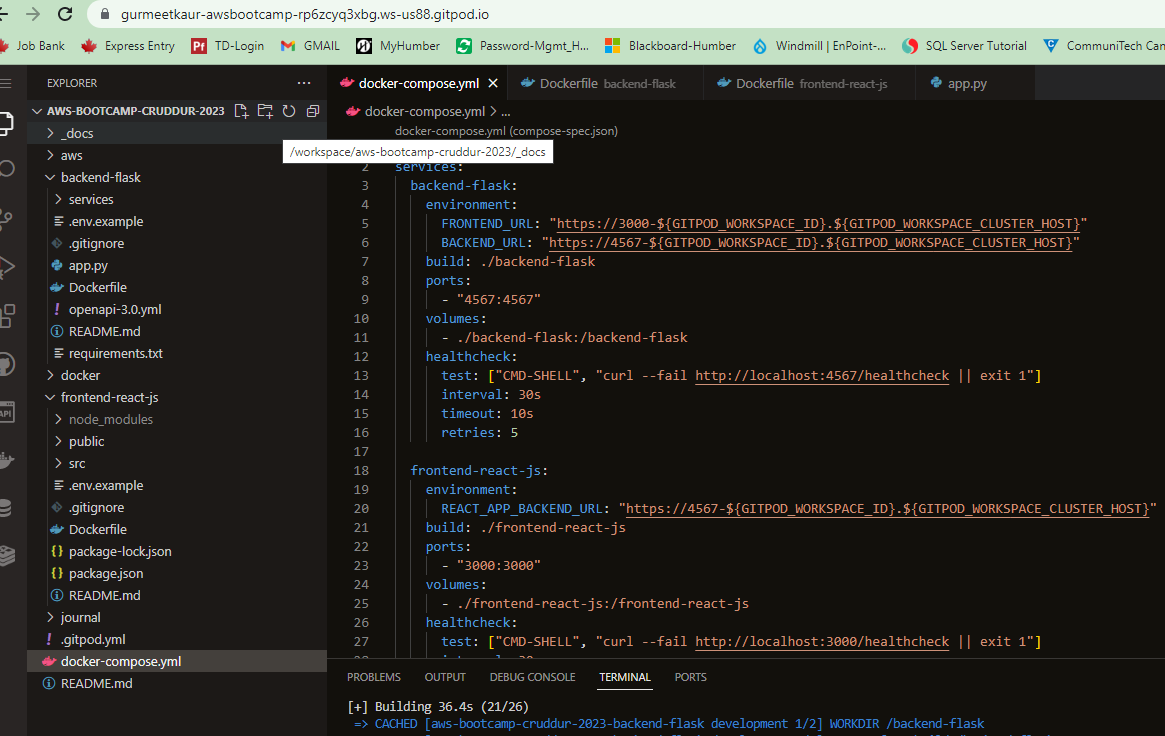 gurmeetkaur-awsbootcamp-rp6zcyq3xbg.ws-us88.gitpod.io
Job Bank Express Entry Pf TD-Login GMAIL MyHumber Password-Mgmt_H... Blackboard-Humber Windmill | EnPoint-... SQL Server Tutorial CommuniTech Can
EXPLORER ···
AWS-BOOTCAMP-CRUDDUR-2023
_docs
/workspace/aws-bootcamp-cruddur-2023/_docs
aws
backend-flask
services
.env.example
.gitignore
app.py
Dockerfile
! openapi-3.0.yml
README.md
requirements.txt
docker
frontend-react-js
node_modules
public
src
.env.example
.gitignore
Dockerfile
{} package-lock.json
{} package.json
README.md
journal
! .gitpod.yml
docker-compose.yml
README.md
API
docker-compose.yml × Dockerfile backend-flask Dockerfile frontend-react-js app.py
docker-compose.yml > ...
docker-compose.yml (compose-spec.json)
2 services:
3 backend-flask:
4 environment:
5 FRONTEND_URL: "https://3000-${GITPOD_WORKSPACE_ID}.${GITPOD_WORKSPACE_CLUSTER_HOST}"
6 BACKEND_URL: "https://4567-${GITPOD_WORKSPACE_ID}.${GITPOD_WORKSPACE_CLUSTER_HOST}"
7 build: ./backend-flask
8 ports:
9 - "4567:4567"
10 volumes:
11 - ./backend-flask:/backend-flask
12 healthcheck:
13 test: ["CMD-SHELL", "curl --fail http://localhost:4567/healthcheck || exit 1"]
14 interval: 30s
15 timeout: 10s
16 retries: 5
17
18 frontend-react-js:
19 environment:
20 REACT_APP_BACKEND_URL: "https://4567-${GITPOD_WORKSPACE_ID}.${GITPOD_WORKSPACE_CLUSTER_HOST}"
21 build: ./frontend-react-js
22 ports:
23 - "3000:3000"
24 volumes:
25 - ./frontend-react-js:/frontend-react-js
26 healthcheck:
27 test: ["CMD-SHELL", "curl --fail http://localhost:3000/healthcheck || exit 1"]
PROBLEMS OUTPUT DEBUG CONSOLE TERMINAL PORTS
[+] Building 36.4s (21/26)
=> CACHED [aws-bootcamp-cruddur-2023-backend-flask development 1/2] WORKDIR /backend-flask